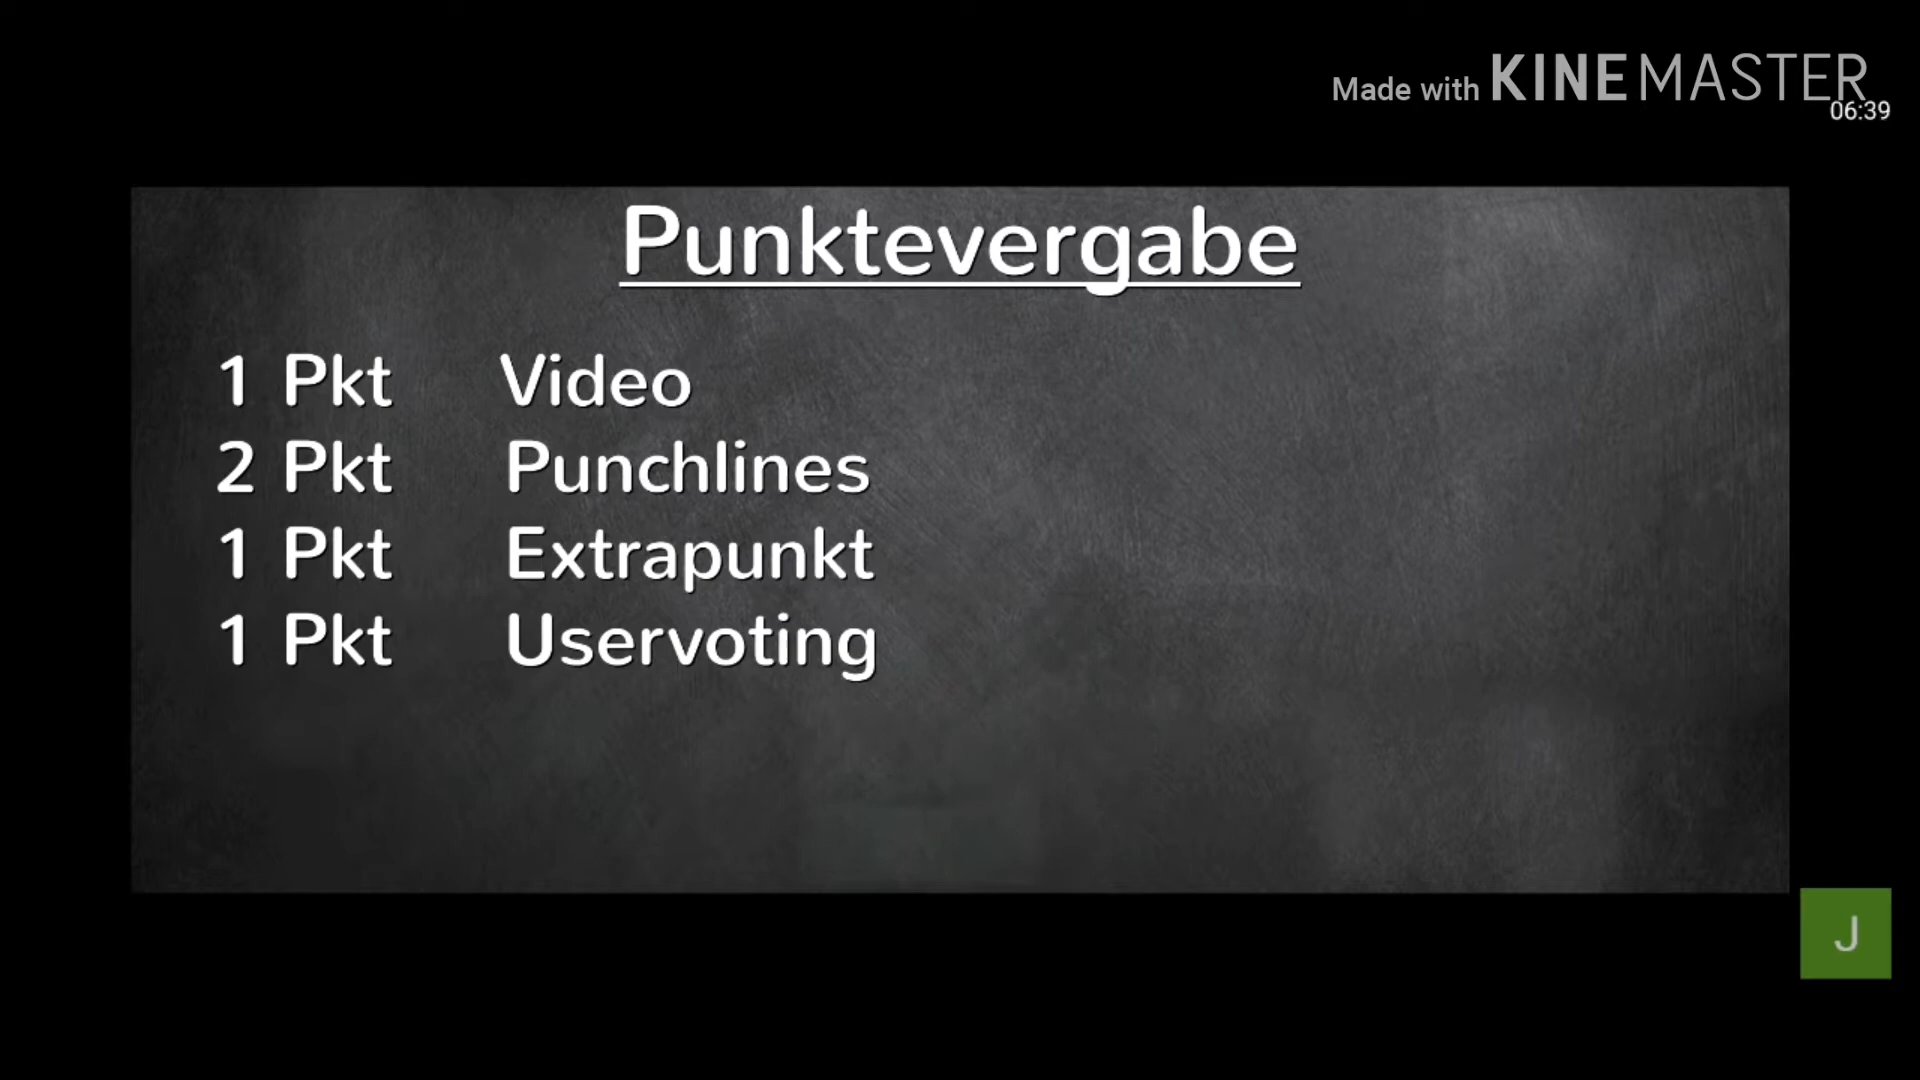 Made with KINEMASTER
06:39
Punktevergabe
1 Pkt Video
2 Pkt Punchlines
1 Pkt Extrapunkt
1 Pkt Uservoting
J